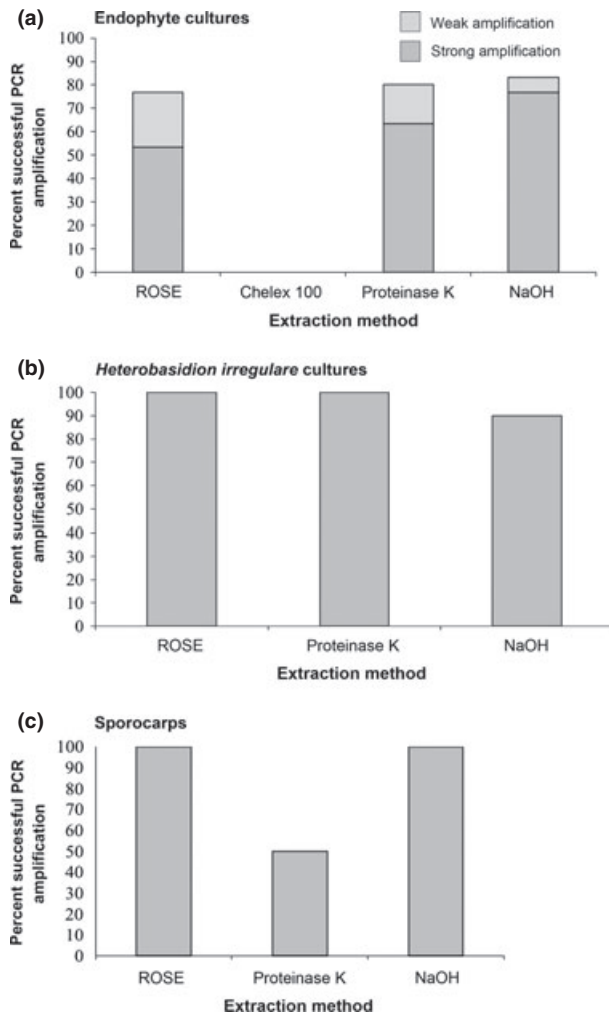 (a) Endophyte cultures
Weak amplification
Strong amplification
Percent successful PCR
amplification
100
90
80
70
60
50
40
30
20
10
0
ROSE Chelex 100 Proteinase K NaOH
Extraction method
(b) Heterobasidion irregulare cultures
Percent successful PCR
amplification
100
90
80
70
60
50
40
30
20
10
0
ROSE Proteinase K NaOH
Extraction method
(c) Sporocarps
Percent successful PCR
amplification
100
90
80
70
60
50
40
30
20
10
0
ROSE Proteinase K NaOH
Extraction method